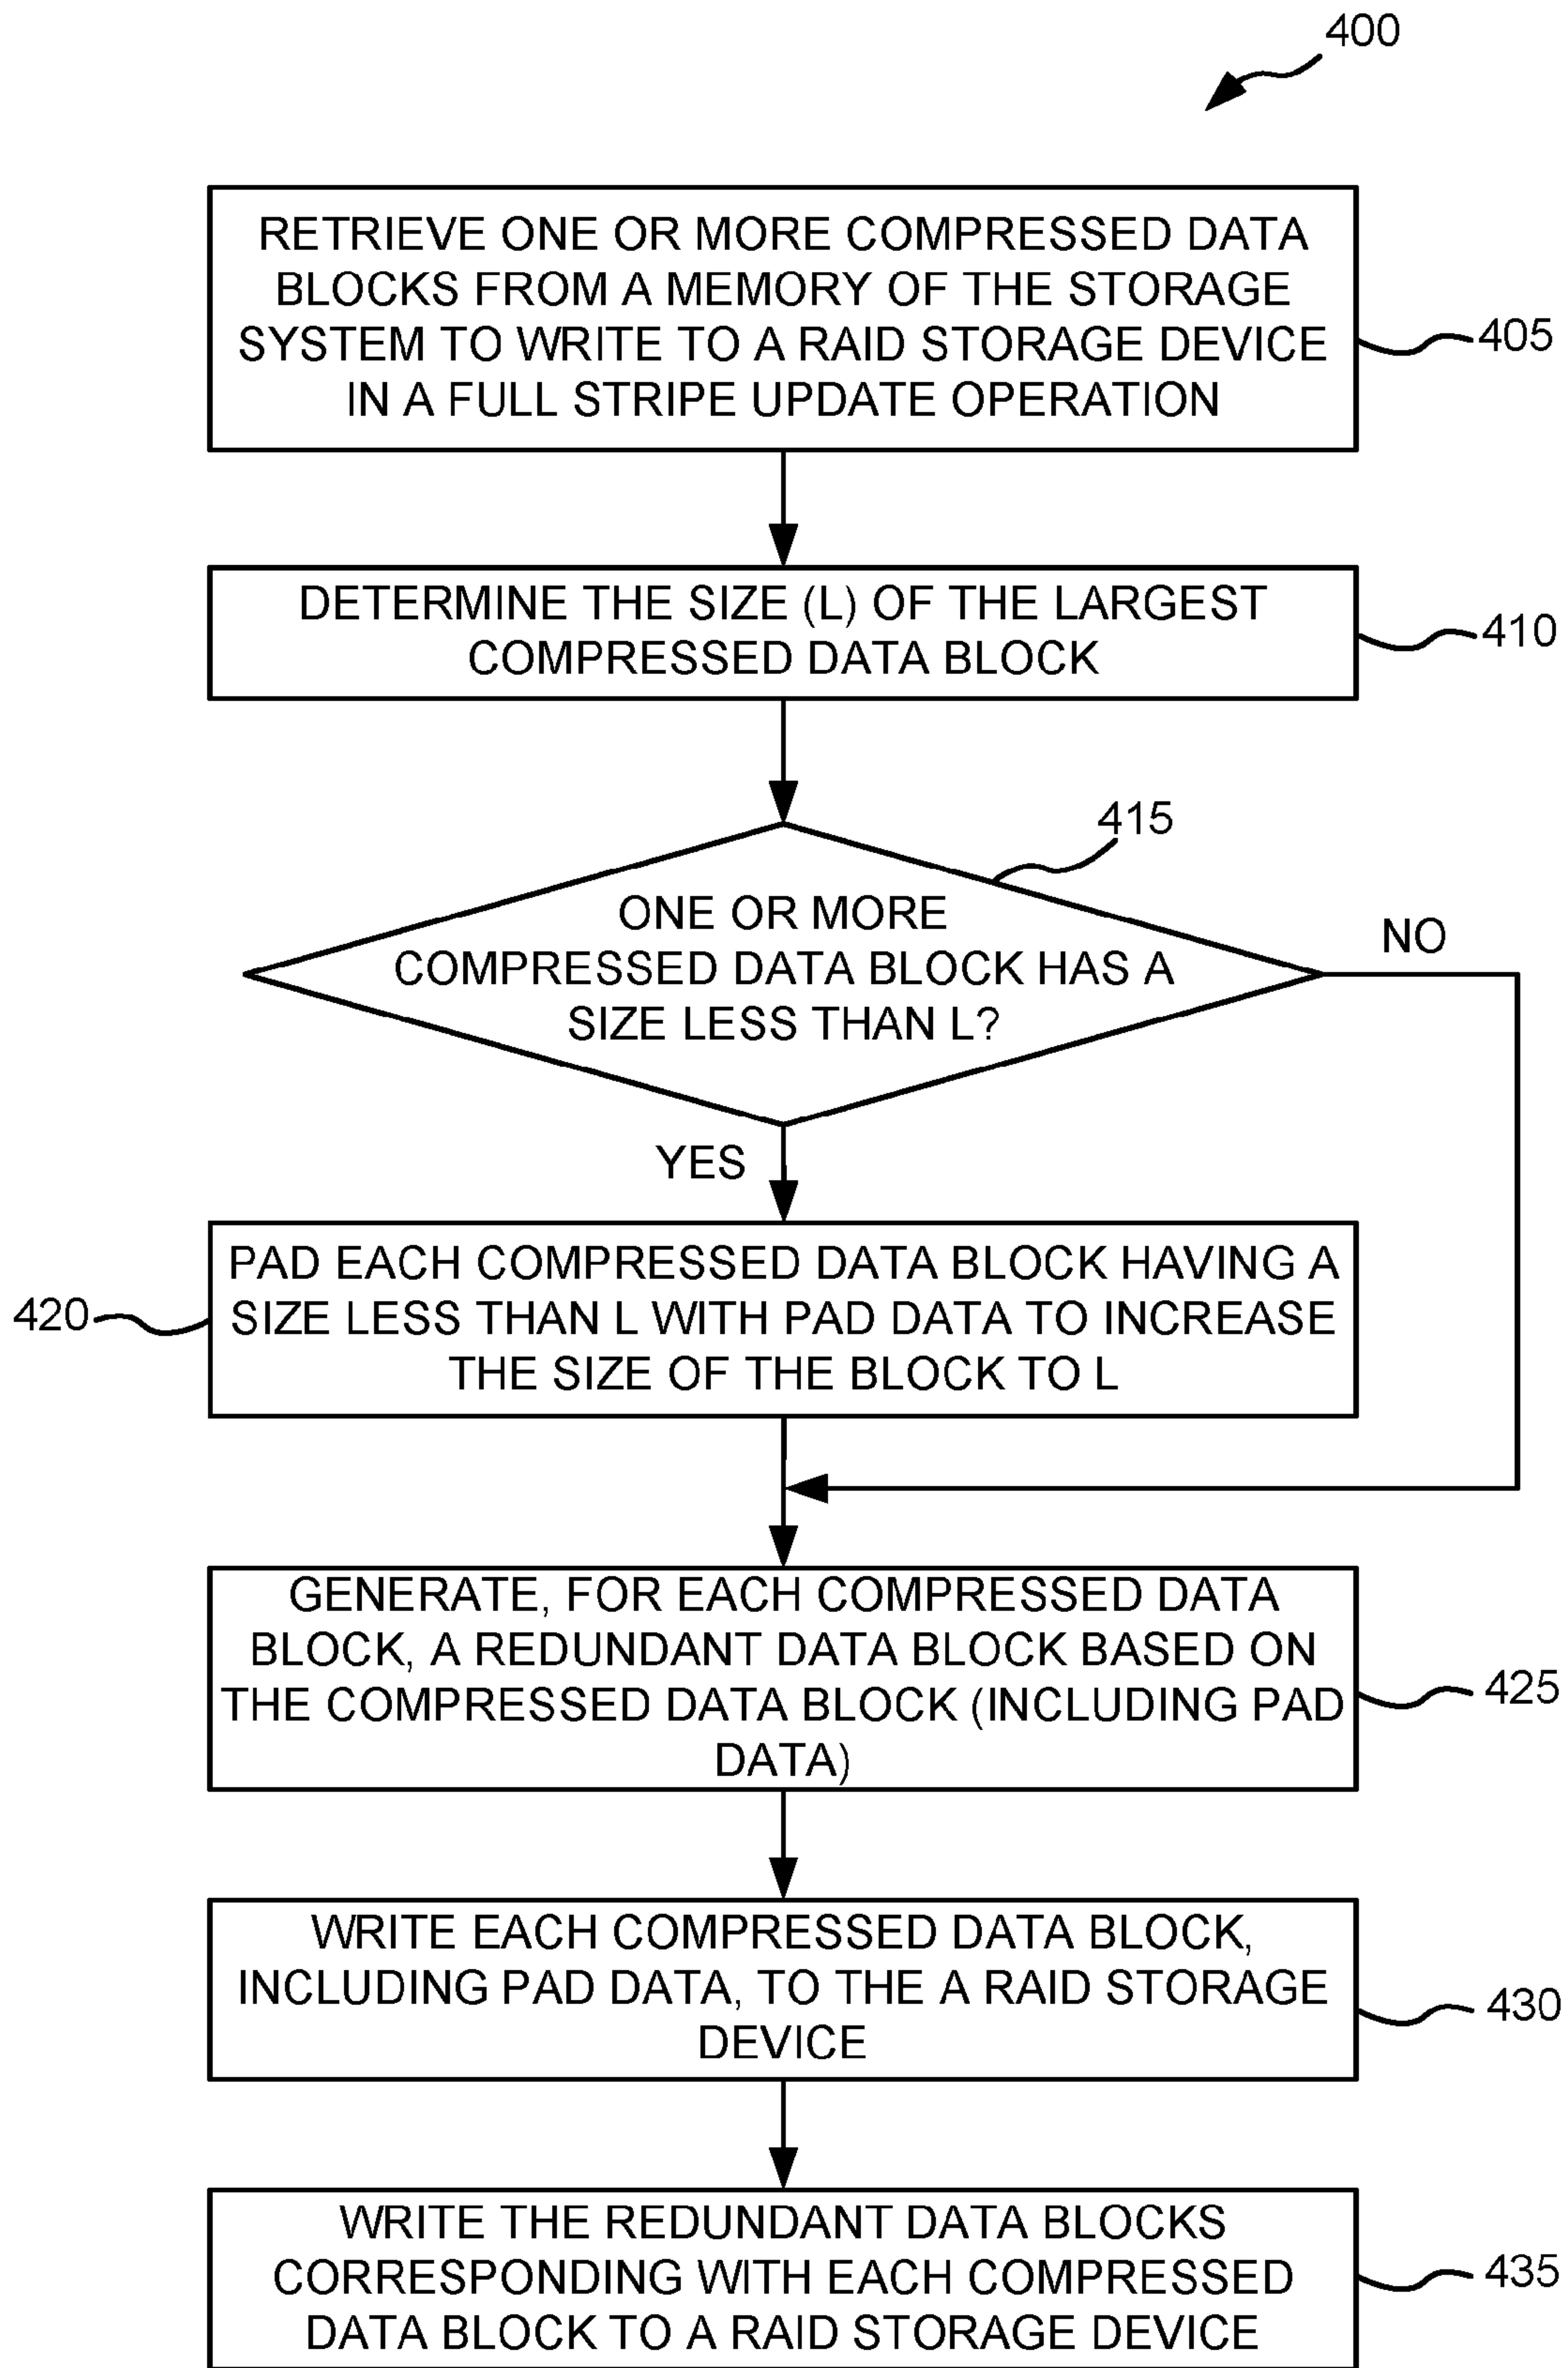 400
RETRIEVE ONE OR MORE COMPRESSED DATA
BLOCKS FROM A MEMORY OF THE STORAGE
SYSTEM TO WRITE TO A RAID STORAGE DEVICE
IN A FULL STRIPE UPDATE OPERATION
405
DETERMINE THE SIZE (L) OF THE LARGEST
COMPRESSED DATA BLOCK
410
415
ONE OR MORE
COMPRESSED DATA BLOCK HAS A
SIZE LESS THAN L?
NO
YES
PAD EACH COMPRESSED DATA BLOCK HAVING A
SIZE LESS THAN L WITH PAD DATA TO INCREASE
THE SIZE OF THE BLOCK TO L
420
GENERATE, FOR EACH COMPRESSED DATA
BLOCK, A REDUNDANT DATA BLOCK BASED ON
THE COMPRESSED DATA BLOCK (INCLUDING PAD
DATA)
425
WRITE EACH COMPRESSED DATA BLOCK,
INCLUDING PAD DATA, TO THE A RAID STORAGE
DEVICE
430
WRITE THE REDUNDANT DATA BLOCKS
CORRESPONDING WITH EACH COMPRESSED
DATA BLOCK TO A RAID STORAGE DEVICE
435